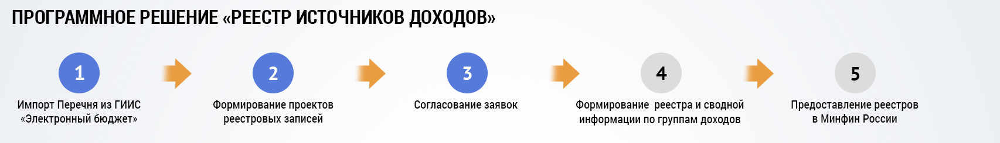 ПРОГРАММНОЕ РЕШЕНИЕ «РЕЕСТР ИСТОЧНИКОВ ДОХОДОВ»
1
Импорт Перечня из ГИИС
«Электронный бюджет»
2
Формирование проектов
реестровых записей
3
Согласование заявок
4
Формирование реестра и сводной
информации по группам доходов
5
Предоставление реестров
в Минфин России